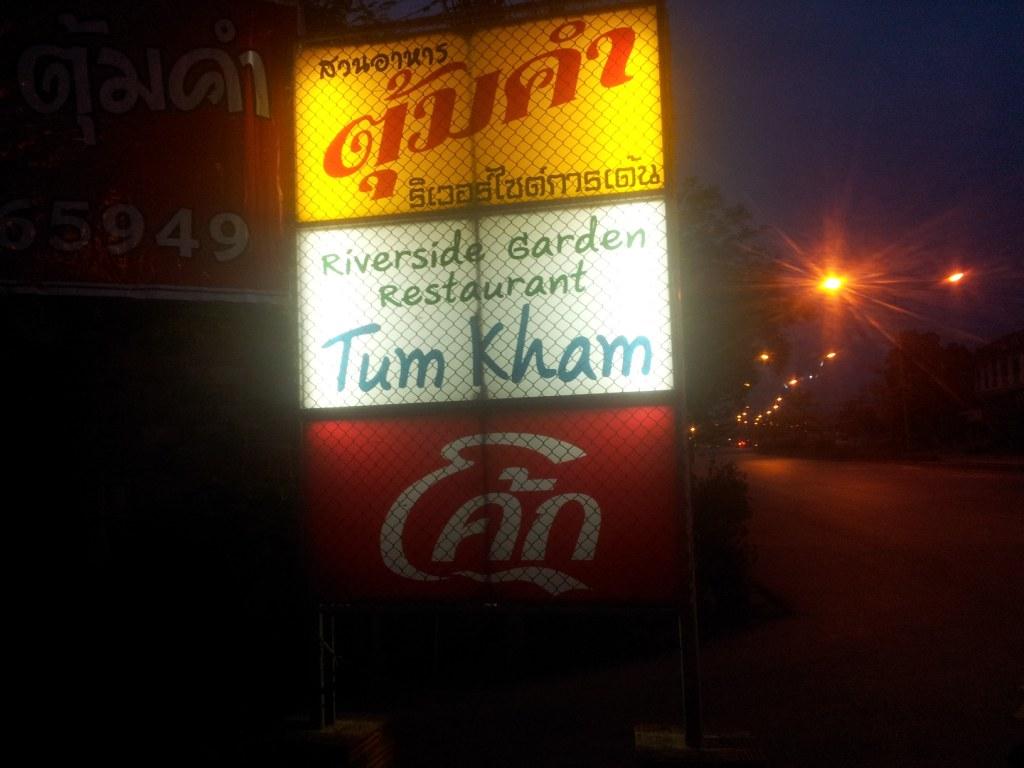 ตุ้มคำ
65949
สวนอาหาร
ตุ้มคำ
ริเวอร์ไซด์การ์เด้น
Riverside Garden
Restaurant
Tum Kham
โค้ก